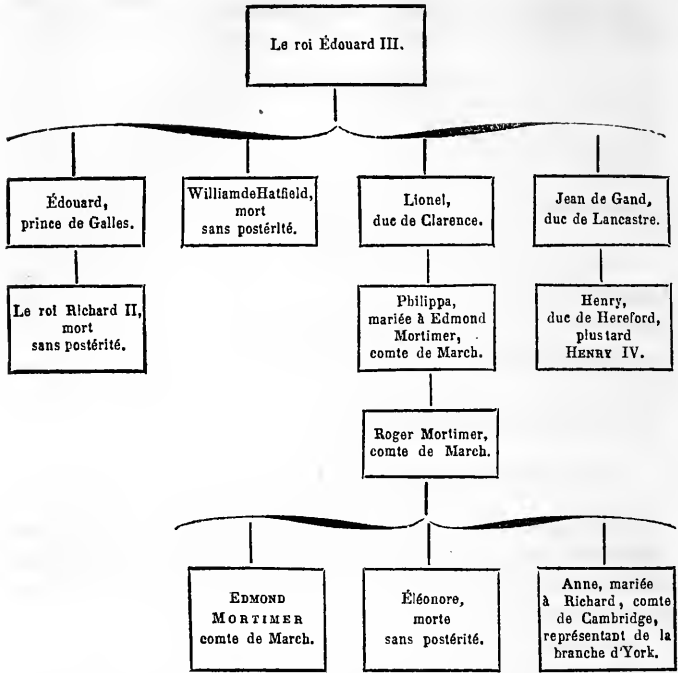 Le roi Édouard III.
Édouard,
prince de Galles.
WilliamdeHatfield,
mort
sans postérité.
Lionel,
duc de Clarence.
Jean de Gand,
duc de Lancastre.
Le roi Richard II,
mort
sans postérité.
Philippa,
mariée à Edmond
Mortimer,
comte de March.
Henry,
duc de Hereford,
plus tard
HENRY IV.
Roger Mortimer,
comte de March.
EDMOND
MORTIMER
comte de March.
Éléonore,
morte
sans postérité.
Anne, mariée
à Richard, comte
de Cambridge,
représentant de la
branche d'York.